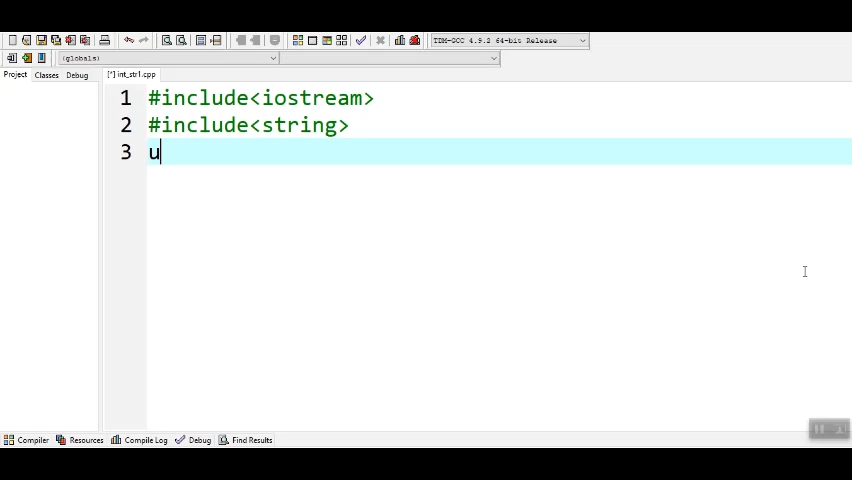 TDM-GCC 4.9.2 64-bit Release
(globals)
Project Classes Debug [*] int_str1.cpp
1 #include<iostream>
2 #include<string>
3 u
Compiler Resources Compile Log Debug Find Results